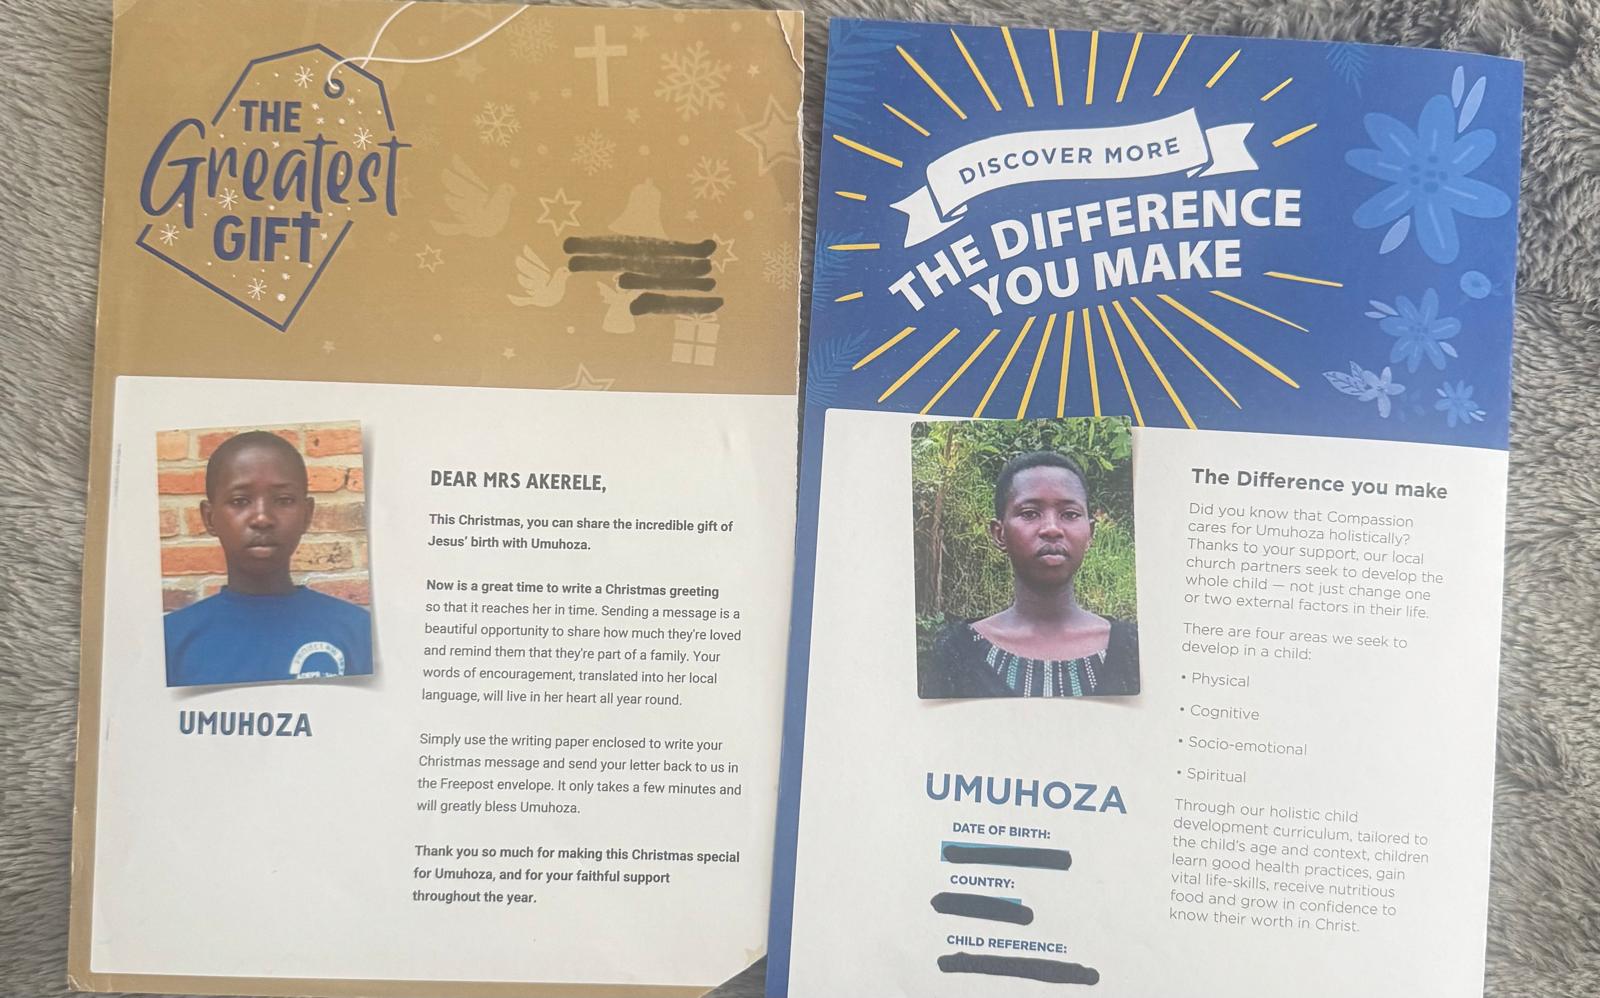 THE
Greatest
GIFT
DEAR MRS AKERELE,
This Christmas, you can share the incredible gift of
Jesus' birth with Umuhoza.
Now is a great time to write a Christmas greeting
so that it reaches her in time. Sending a message is a
beautiful opportunity to share how much they're loved
and remind them that they're part of a family. Your
words of encouragement, translated into her local
language, will live in her heart all year round.
Simply use the writing paper enclosed to write your
Christmas message and send your letter back to us in
the Freepost envelope. It only takes a few minutes and
will greatly bless Umuhoza.
Thank you so much for making this Christmas special
for Umuhoza, and for your faithful support
throughout the year.
UMUHOZA
DISCOVER MORE
THE DIFFERENCE
YOU MAKE
The Difference you make
Did you know that Compassion
cares for Umuhoza holistically?
Thanks to your support, our local
church partners seek to develop the
whole child — not just change one
or two external factors in their life.
There are four areas we seek to
develop in a child:
• Physical
• Cognitive
• Socio-emotional
• Spiritual
Through our holistic child
development curriculum, tailored to
the child's age and context, children
learn good health practices, gain
vital life-skills, receive nutritious
food and grow in confidence to
know their worth in Christ.
UMUHOZA
DATE OF BIRTH:
COUNTRY:
CHILD REFERENCE: